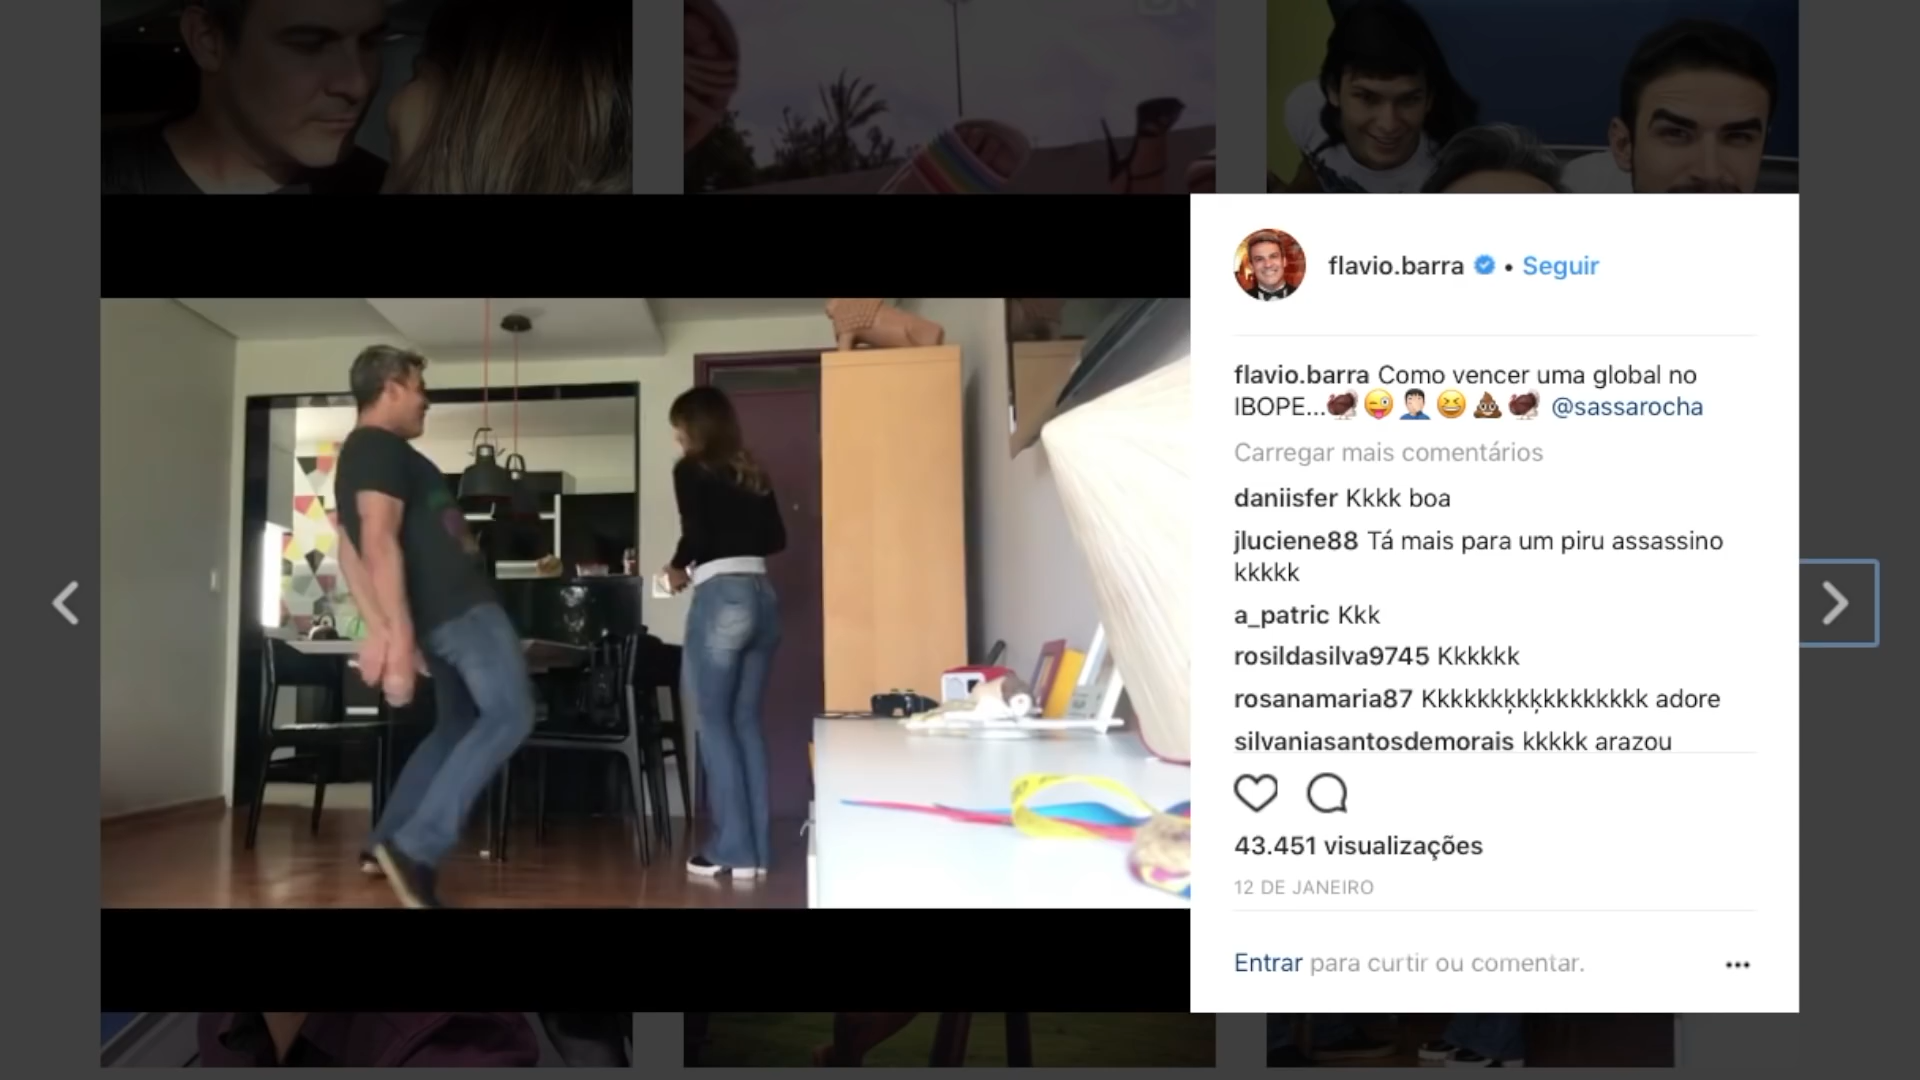 flavio.barra • Seguir
flavio.barra Como vencer uma global no
IBOPE...🦃😜🤦🏻‍♂️😆💩🦃 @sassarocha
Carregar mais comentários
daniisfer Kkkk boa
jluciene88 Tá mais para um piru assassino
kkkkk
a_patric Kkk
rosildasilva9745 Kkkkkk
rosanamaria87 Kkkkkkķkķkkkkkkkkk adore
silvaniasantosdemorais kkkkk arazou
43.451 visualizações
12 DE JANEIRO
Entrar para curtir ou comentar.